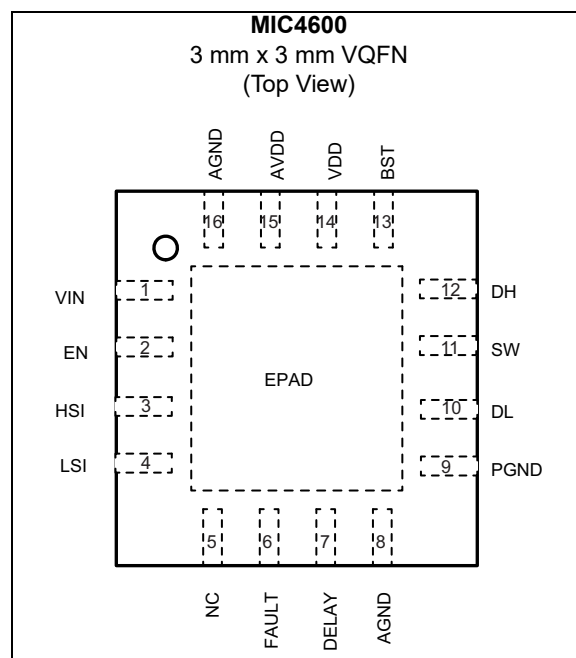 MIC4600
3 mm x 3 mm VQFN
(Top View)
AGND AVDD VDD BST
16 15 14 13
VIN 1 12 DH
EN 2 11 SW
EPAD
HSI 3 10 DL
LSI 4 9 PGND
5 6 7 8
NC FAULT DELAY AGND